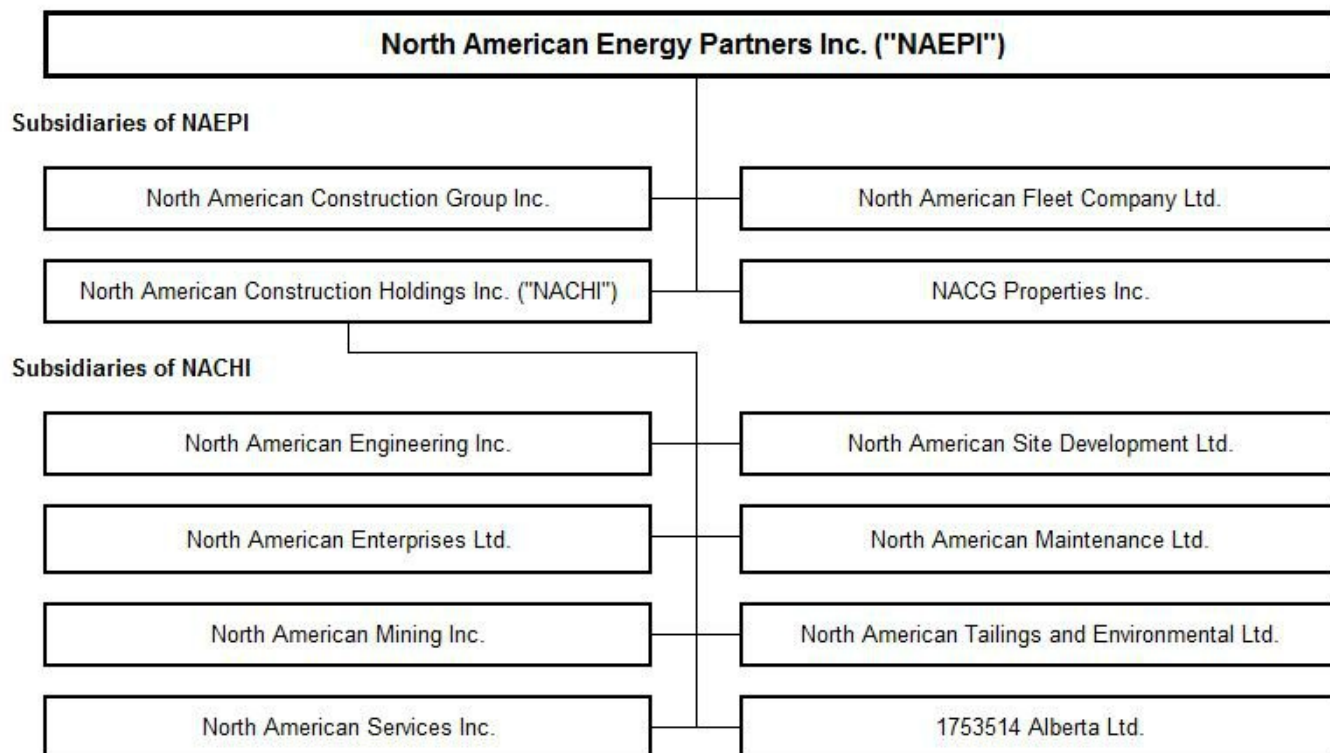 North American Energy Partners Inc. ("NAEPI")
Subsidiaries of NAEPI
North American Construction Group Inc.
North American Fleet Company Ltd.
North American Construction Holdings Inc. ("NACHI")
NACG Properties Inc.
Subsidiaries of NACHI
North American Engineering Inc.
North American Site Development Ltd.
North American Enterprises Ltd.
North American Maintenance Ltd.
North American Mining Inc.
North American Tailings and Environmental Ltd.
North American Services Inc.
1753514 Alberta Ltd.